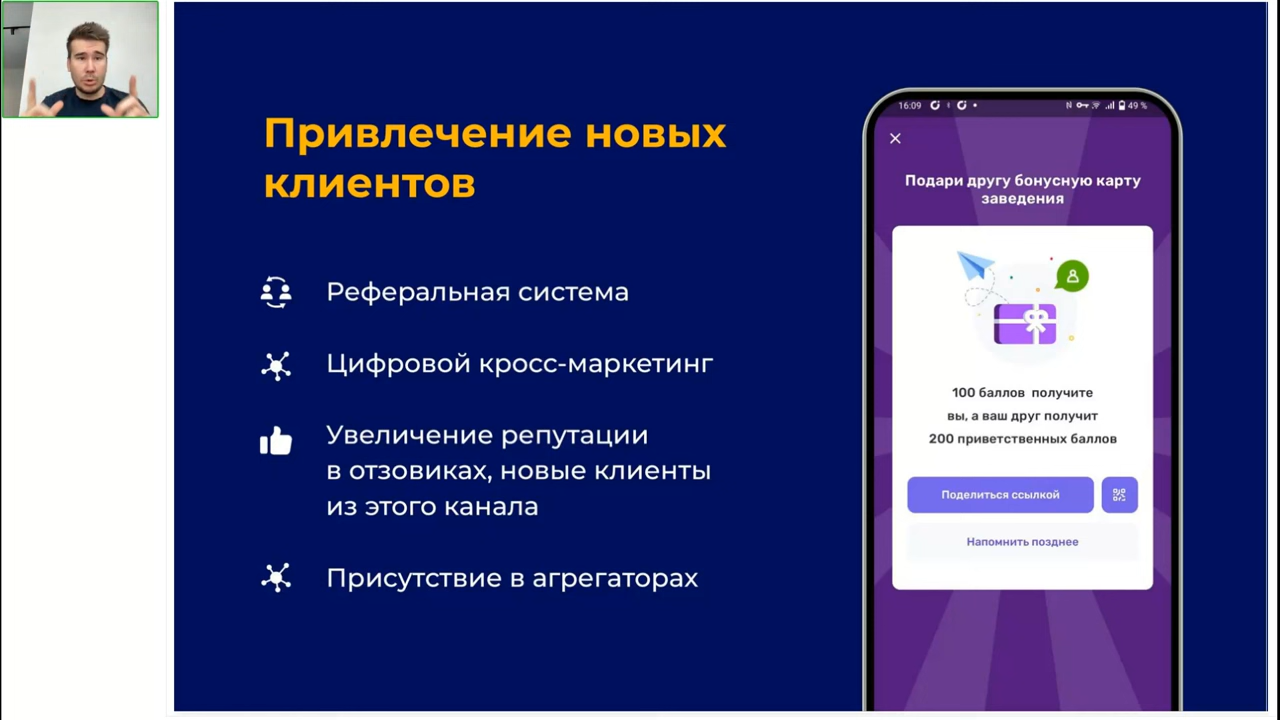 Привлечение новых
клиентов
Реферальная система
Цифровой кросс-маркетинг
Увеличение репутации
в отзовиках, новые клиенты
из этого канала
Присутствие в агрегаторах
16:09
49 %
Подари другу бонусную карту
заведения
100 баллов получите
вы, а ваш друг получит
200 приветственных баллов
Поделиться ссылкой
Напомнить позднее